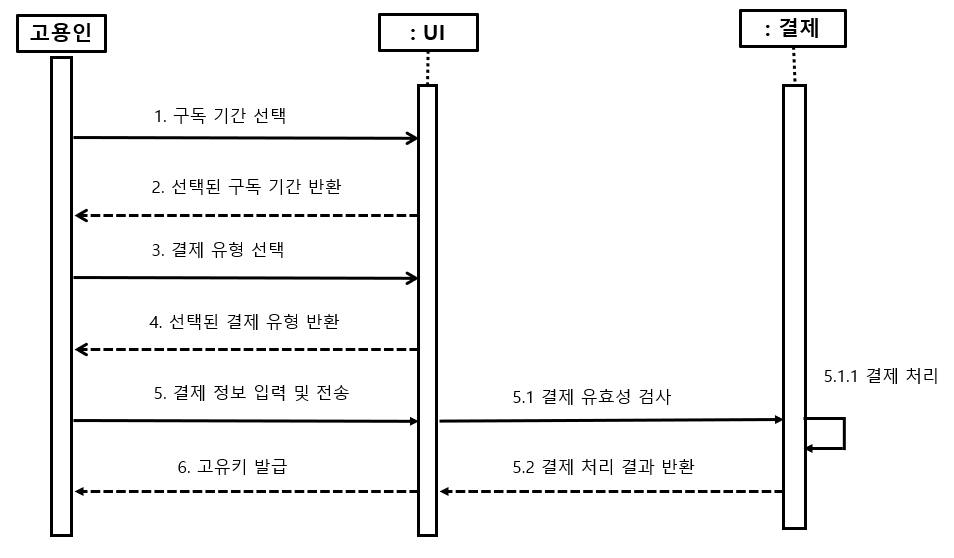 고용인
: UI
: 결제
1. 구독 기간 선택
2. 선택된 구독 기간 반환
3. 결제 유형 선택
4. 선택된 결제 유형 반환
5.1.1 결제 처리
5. 결제 정보 입력 및 전송
5.1 결제 유효성 검사
6. 고유키 발급
5.2 결제 처리 결과 반환